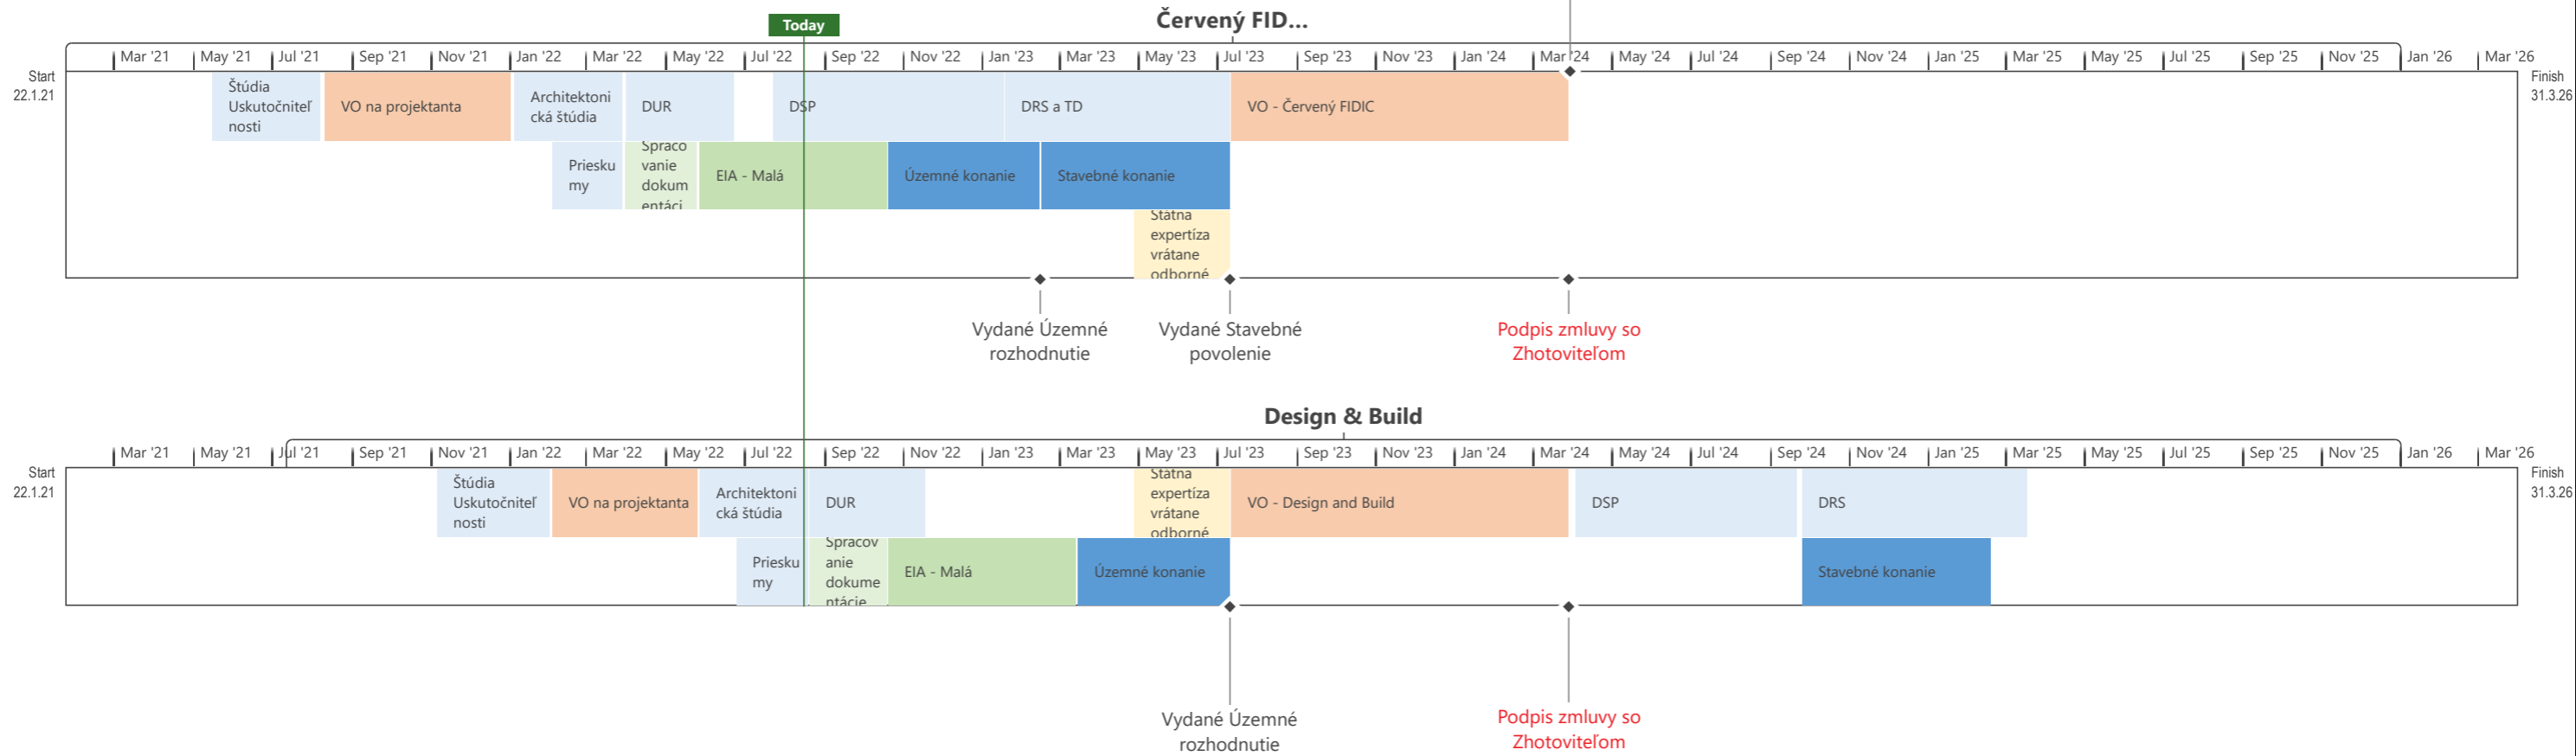 Today
Červený FID...
Mar '21 May '21 Jul '21 Sep '21 Nov '21 Jan '22 Mar '22 May '22 Jul '22 Sep '22 Nov '22 Jan '23 Mar '23 May '23 Jul '23 Sep '23 Nov '23 Jan '24 Mar '24 May '24 Jul '24 Sep '24 Nov '24 Jan '25 Mar '25 May '25 Jul '25 Sep '25 Nov '25 Jan '26 Mar '26
Start
22.1.21
Finish
31.3.26
Štúdia
Uskutočniteľ
nosti
VO na projektanta
Architektoni
cká štúdia
DUR
DSP
DRS a TD
VO - Červený FIDIC
Priesku
my
Spraco
vanie
dokum
entáci
EIA - Malá
Územné konanie
Stavebné konanie
Štátna
expertíza
vrátane
odborné
Vydané Územné
rozhodnutie
Vydané Stavebné
povolenie
Podpis zmluvy so
Zhotoviteľom
Design & Build
Mar '21 May '21 Jul '21 Sep '21 Nov '21 Jan '22 Mar '22 May '22 Jul '22 Sep '22 Nov '22 Jan '23 Mar '23 May '23 Jul '23 Sep '23 Nov '23 Jan '24 Mar '24 May '24 Jul '24 Sep '24 Nov '24 Jan '25 Mar '25 May '25 Jul '25 Sep '25 Nov '25 Jan '26 Mar '26
Start
22.1.21
Finish
31.3.26
Štúdia
Uskutočniteľ
nosti
VO na projektanta
Architektoni
cká štúdia
DUR
Štátna
expertíza
vrátane
odborné
VO - Design and Build
DSP
DRS
Priesku
my
Spracov
anie
dokume
ntácie
EIA - Malá
Územné konanie
Stavebné konanie
Vydané Územné
rozhodnutie
Podpis zmluvy so
Zhotoviteľom